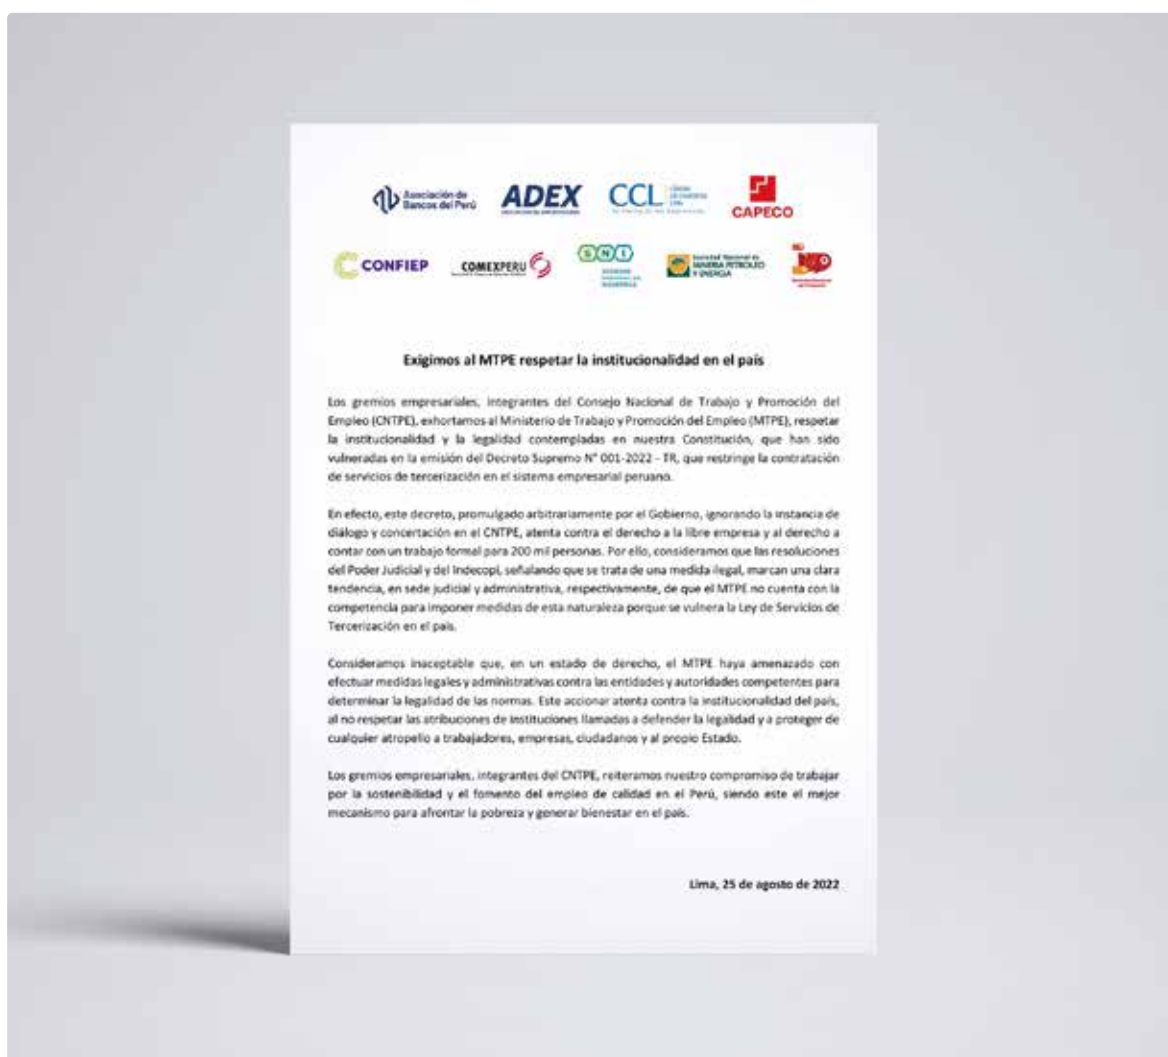 Asociación de
Bancos del Perú
ADEX
CCL
CAPECO
CONFIEP
COMEXPERU
SNI
Sociedad Nacional de
MINERIA PETROLEO
Y ENERGIA
Exigimos al MTPE respetar la institucionalidad en el país
Los gremios empresariales, integrantes del Consejo Nacional de Trabajo y Promoción del
Empleo (CNTPE), exhortamos al Ministerio de Trabajo y Promoción del Empleo (MTPE), respetar
la institucionalidad y la legalidad contempladas en nuestra Constitución, que han sido
vulneradas en la emisión del Decreto Supremo N° 001-2022 - TR, que restringe la contratación
de servicios de tercerización en el sistema empresarial peruano.
En efecto, este decreto, promulgado arbitrariamente por el Gobierno, ignorando la instancia de
diálogo y concertación en el CNTPE, atenta contra el derecho a la libre empresa y al derecho a
contar con un trabajo formal para 200 mil personas. Por ello, consideramos que las resoluciones
del Poder Judicial y del Indecopi, señalando que se trata de una medida ilegal, marcan una clara
tendencia, en sede judicial y administrativa, respectivamente, de que el MTPE no cuenta con la
competencia para imponer medidas de esta naturaleza porque se vulnera la Ley de Servicios de
Tercerización en el país.
Consideramos inaceptable que, en un estado de derecho, el MTPE haya amenazado con
efectuar medidas legales y administrativas contra las entidades y autoridades competentes para
determinar la legalidad de las normas. Este accionar atenta contra la institucionalidad del país,
al no respetar las atribuciones de instituciones llamadas a defender la legalidad y a proteger de
cualquier atropello a trabajadores, empresas, ciudadanos y al propio Estado.
Los gremios empresariales, integrantes del CNTPE, reiteramos nuestro compromiso de trabajar
por la sostenibilidad y el fomento del empleo de calidad en el Perú, siendo este el mejor
mecanismo para afrontar la pobreza y generar bienestar en el país.
Lima, 25 de agosto de 2022